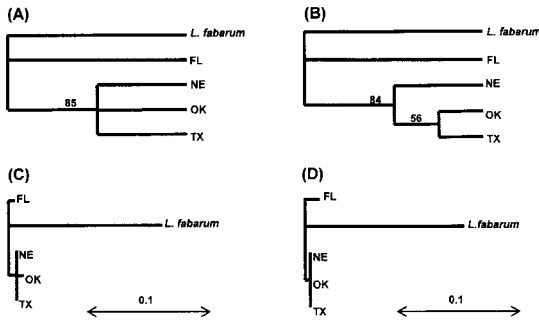 (A)
L. fabarum
FL
NE
85
OK
TX
(B)
L. fabarum
FL
NE
84
OK
56
TX
(C)
FL
L. fabarum
NE
OK
TX
0.1
(D)
FL
L. fabarum
NE
OK
TX
0.1